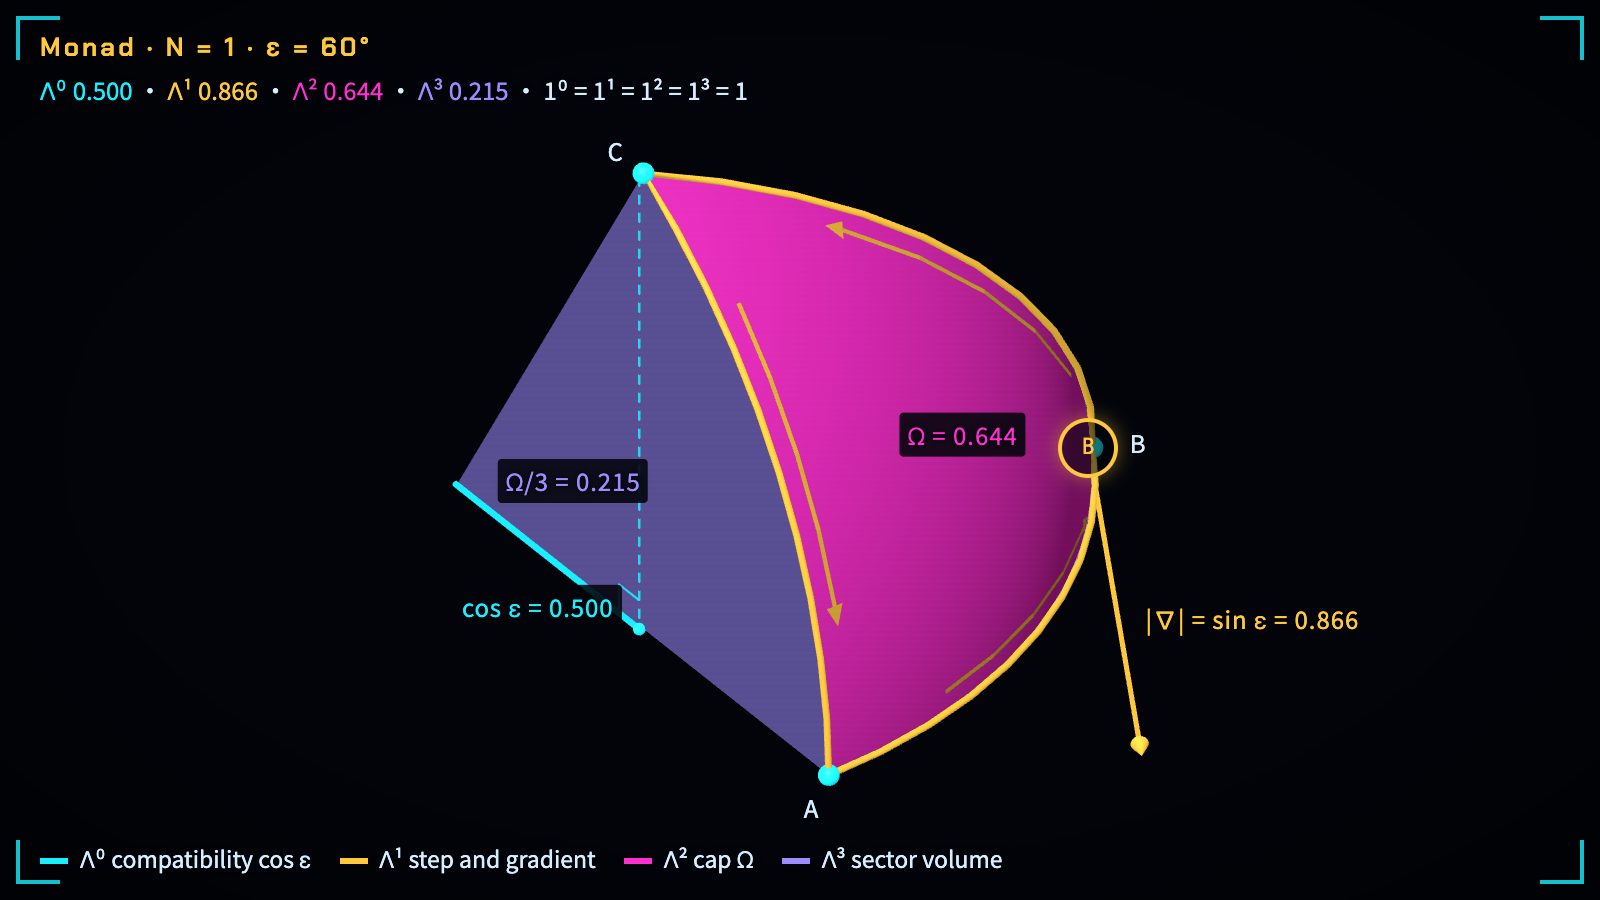 Monad · N = 1 · ε = 60°
Λ⁰ 0.500 • Λ¹ 0.866 • Λ² 0.644 • Λ³ 0.215 • 1⁰ = 1¹ = 1² = 1³ = 1
C
Ω = 0.644
B
B
Ω/3 = 0.215
cos ε = 0.500
|∇| = sin ε = 0.866
A
Λ⁰ compatibility cos ε
Λ¹ step and gradient
Λ² cap Ω
Λ³ sector volume